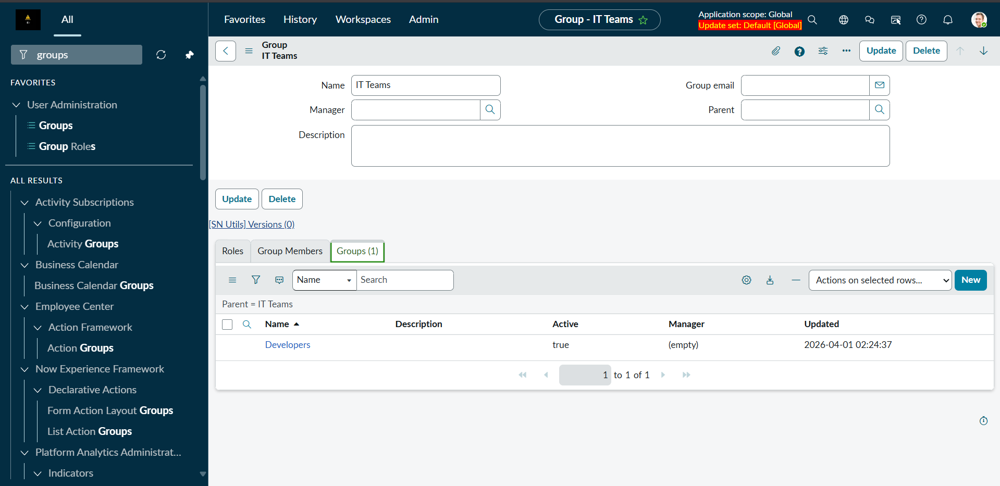 All
Favorites
History
Workspaces
Admin
Group - IT Teams
Application scope: Global
Update set: Default [Global]
groups
FAVORITES
User Administration
Groups
Group Roles
ALL RESULTS
Activity Subscriptions
Configuration
Activity Groups
Business Calendar
Business Calendar Groups
Employee Center
Action Framework
Action Groups
Now Experience Framework
Declarative Actions
Form Action Layout Groups
List Action Groups
Platform Analytics Administrat...
Indicators
Group
IT Teams
Update
Delete
Name
IT Teams
Group email
Manager
Parent
Description
Update
Delete
[SN Utils] Versions (0)
Roles
Group Members
Groups (1)
Name
Search
Actions on selected rows...
New
Parent = IT Teams
Name Description Active Manager Updated
Developers true (empty) 2026-04-01 02:24:37
1 to 1 of 1